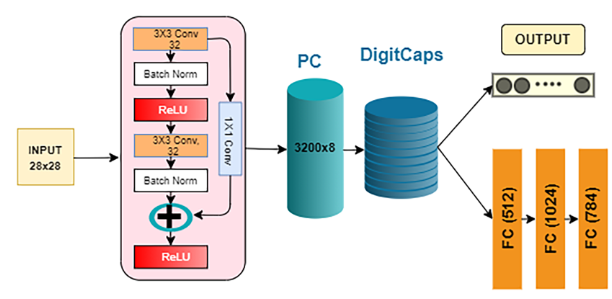 INPUT
28x28
3X3 Conv
32
Batch Norm
ReLU
3X3 Conv,
32
Batch Norm
ReLU
1X1 Conv
PC
3200x8
DigitCaps
OUTPUT
FC (512)
FC (1024)
FC (784)